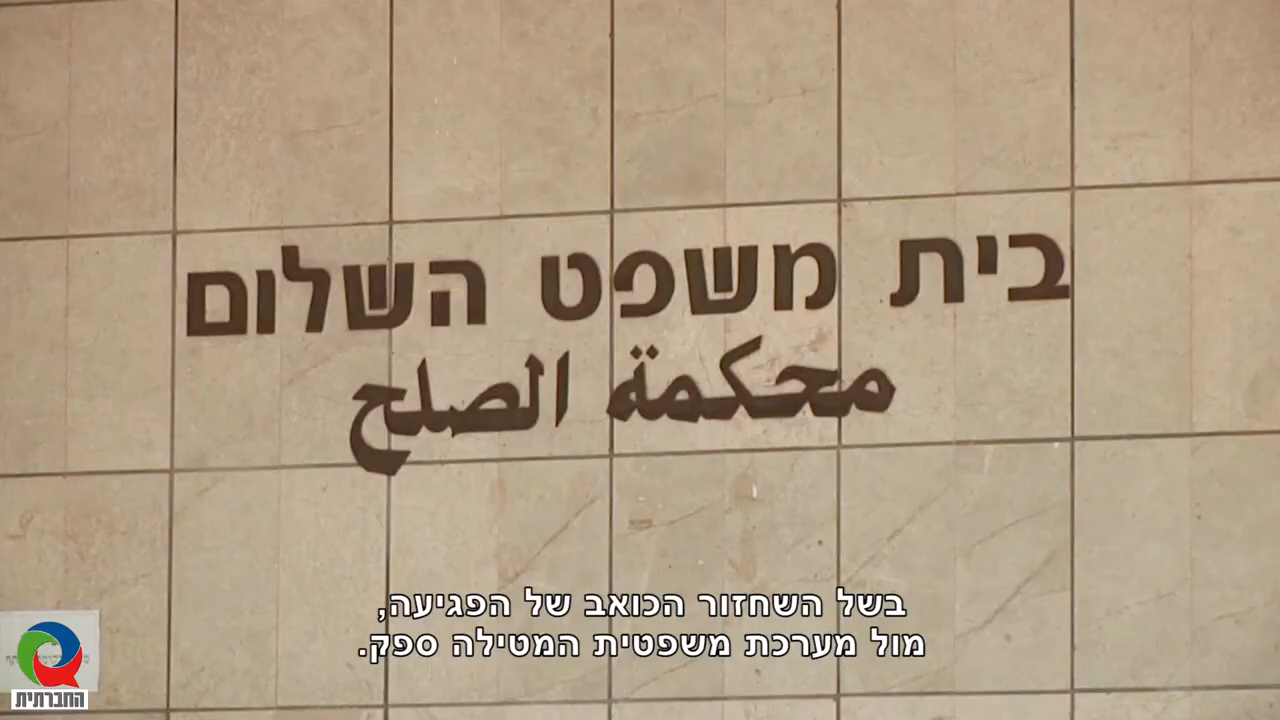 בית משפט השלום
محكمة الصلح
בשל השחזור הכואב של הפגיעה,
מול מערכת משפטית המטילה ספק.
החברתית